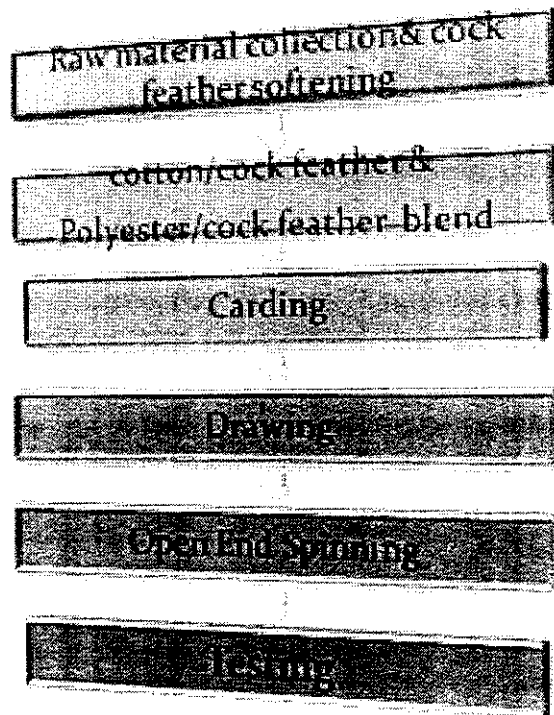 Raw material collection& cock
feather softening
cotton/cock feather &
Polyester/cock feather blend
Carding
Drawing
Open End Spinning
Testing